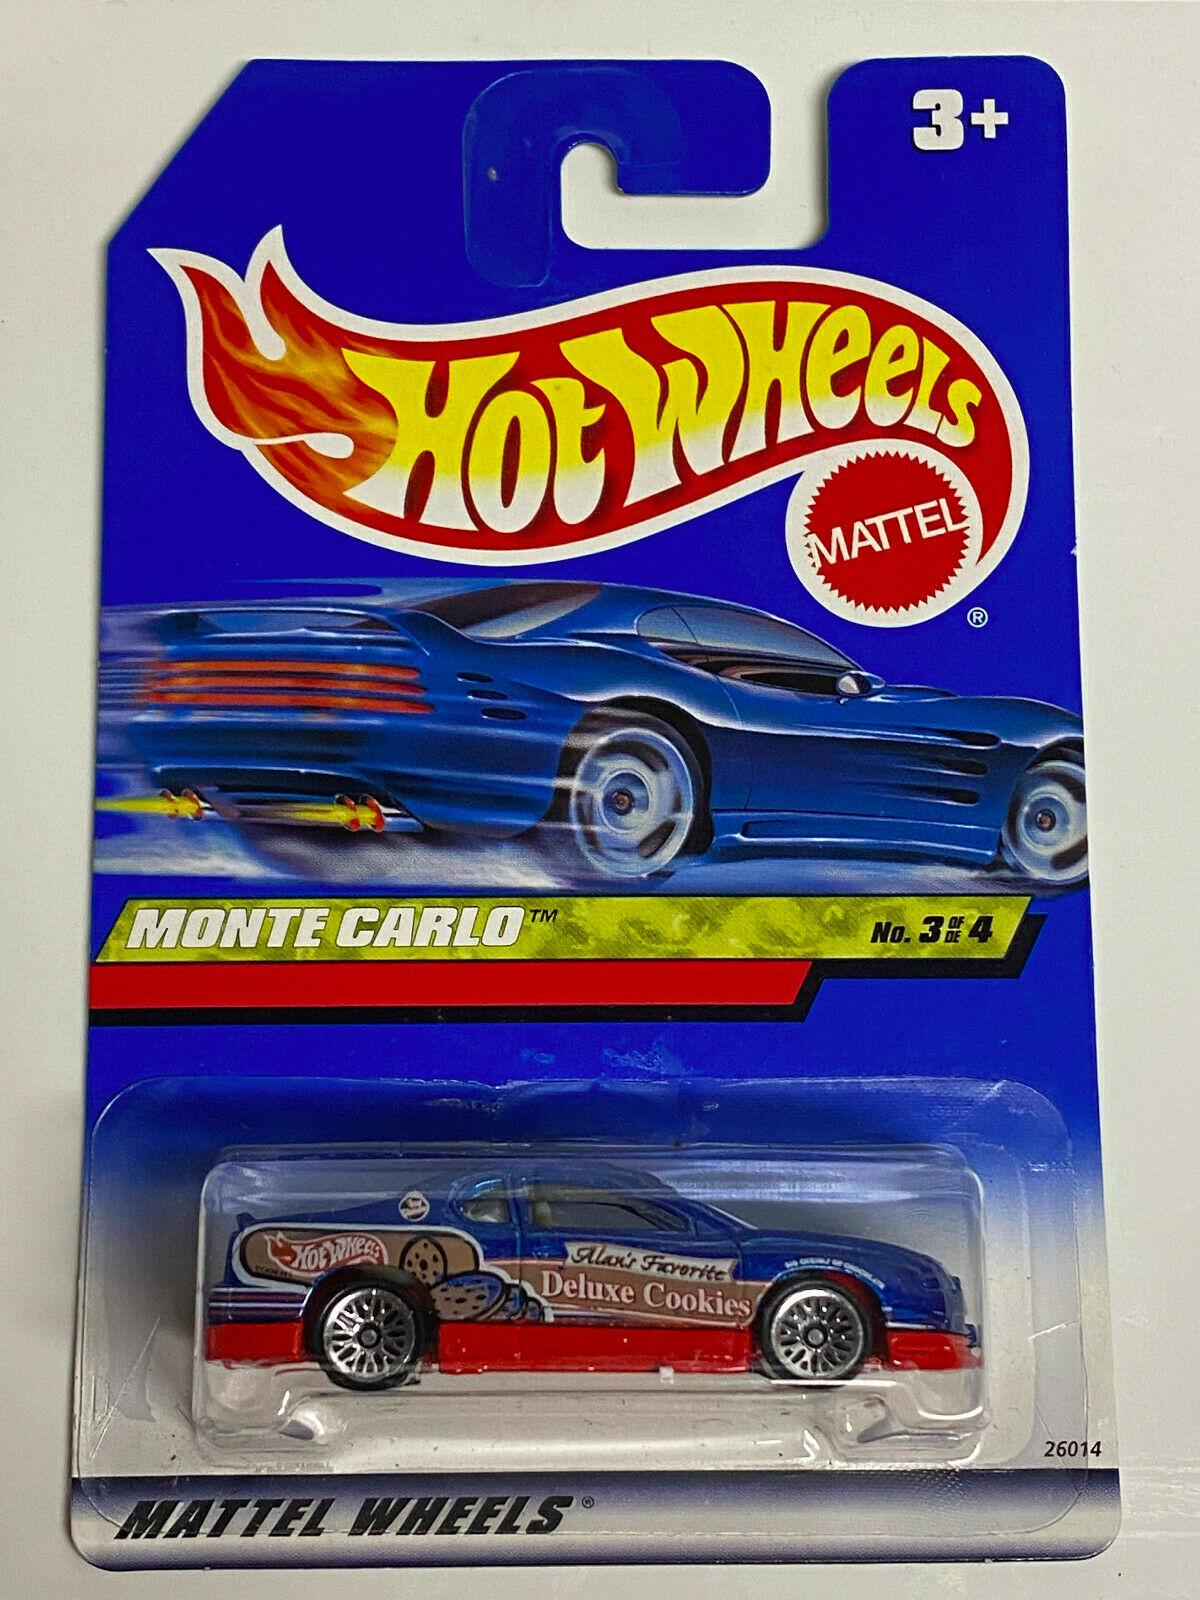 3+
HOT WHEELS
MATTEL
®
MONTE CARLO™
No. 3 OF DE 4
HOT WHEELS
Alan's Favorite
Deluxe Cookies
26014
MATTEL WHEELS®